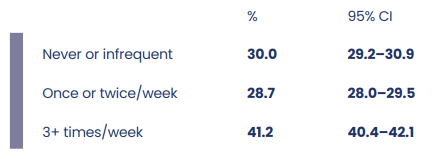 % 95% CI
Never or infrequent 30.0 29.2–30.9
Once or twice/week 28.7 28.0–29.5
3+ times/week 41.2 40.4–42.1